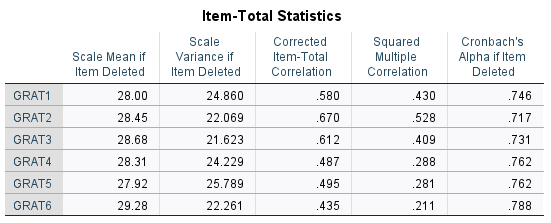 Item-Total Statistics
Scale Mean if Item Deleted Scale Variance if Item Deleted Corrected Item-Total Correlation Squared Multiple Correlation Cronbach's Alpha if Item Deleted
GRAT1 28.00 24.860 .580 .430 .746
GRAT2 28.45 22.069 .670 .528 .717
GRAT3 28.68 21.623 .612 .409 .731
GRAT4 28.31 24.229 .487 .288 .762
GRAT5 27.92 25.789 .495 .281 .762
GRAT6 29.28 22.261 .435 .211 .788